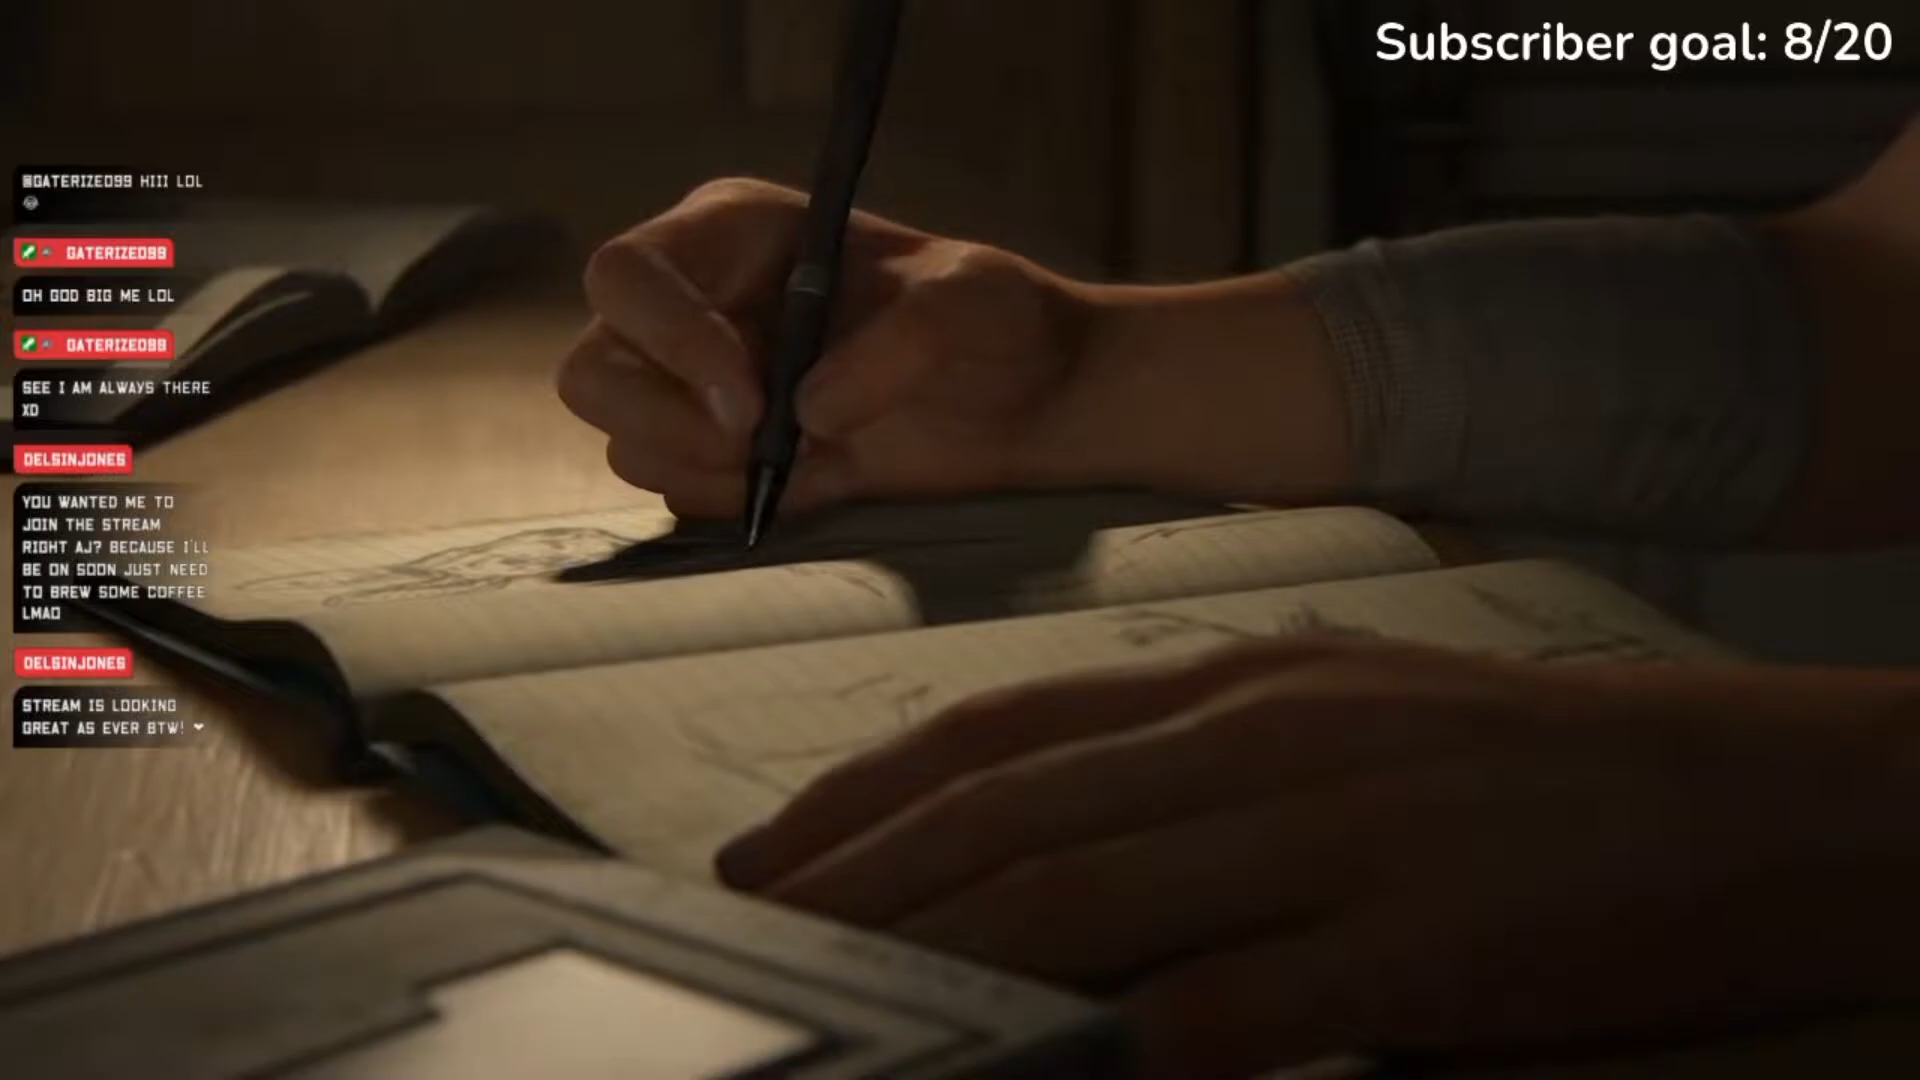 Subscriber goal: 8/20
@GATERIZED99 HIII LOL
GATERIZED99
OH GOD BIG ME LOL
GATERIZED99
SEE I AM ALWAYS THERE
XD
DELSINJONES
YOU WANTED ME TO
JOIN THE STREAM
RIGHT AJ? BECAUSE I'LL
BE ON SOON JUST NEED
TO BREW SOME COFFEE
LMAO
DELSINJONES
STREAM IS LOOKING
GREAT AS EVER BTW!